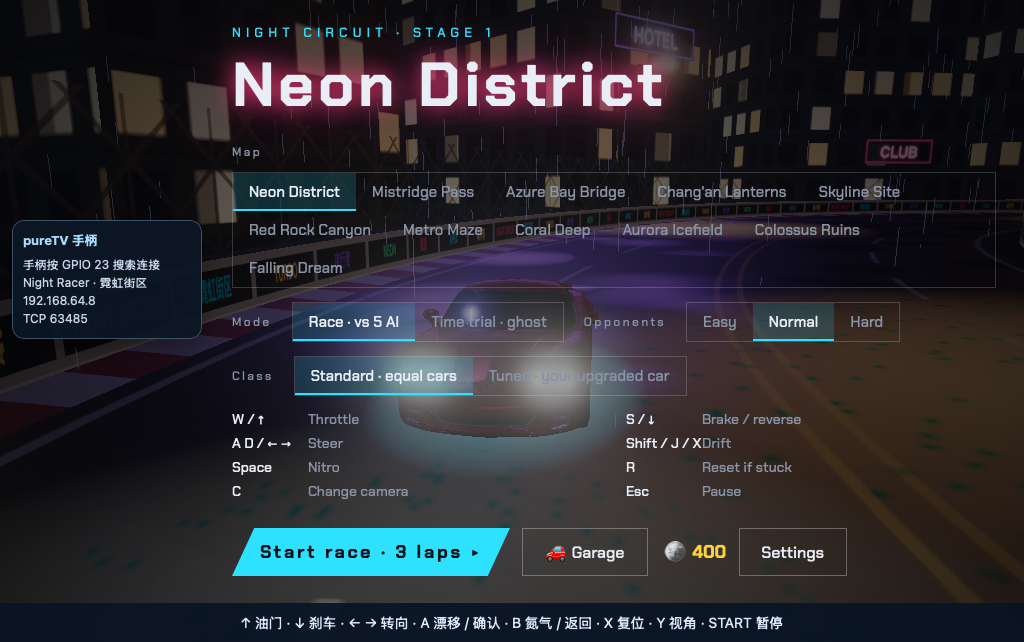 NIGHT CIRCUIT · STAGE 1
HOTEL
Neon District
CLUB
Map
Neon District Mistridge Pass Azure Bay Bridge Chang'an Lanterns Skyline Site
Red Rock Canyon Metro Maze Coral Deep Aurora Icefield Colossus Ruins
Falling Dream
pureTV 手柄
手柄按 GPIO 23 搜索连接
Night Racer · 霓虹街区
192.168.64.8
TCP 63485
Mode Race · vs 5 AI Time trial · ghost Opponents Easy Normal Hard
Class Standard · equal cars Tuned · your upgraded car
W / ↑ Throttle S / ↓ Brake / reverse
A D / ← → Steer Shift / J / X Drift
Space Nitro R Reset if stuck
C Change camera Esc Pause
Start race · 3 laps ▸ Garage 400 Settings
↑ 油门 · ↓ 刹车 · ← → 转向 · A 漂移 / 确认 · B 氮气 / 返回 · X 复位 · Y 视角 · START 暂停